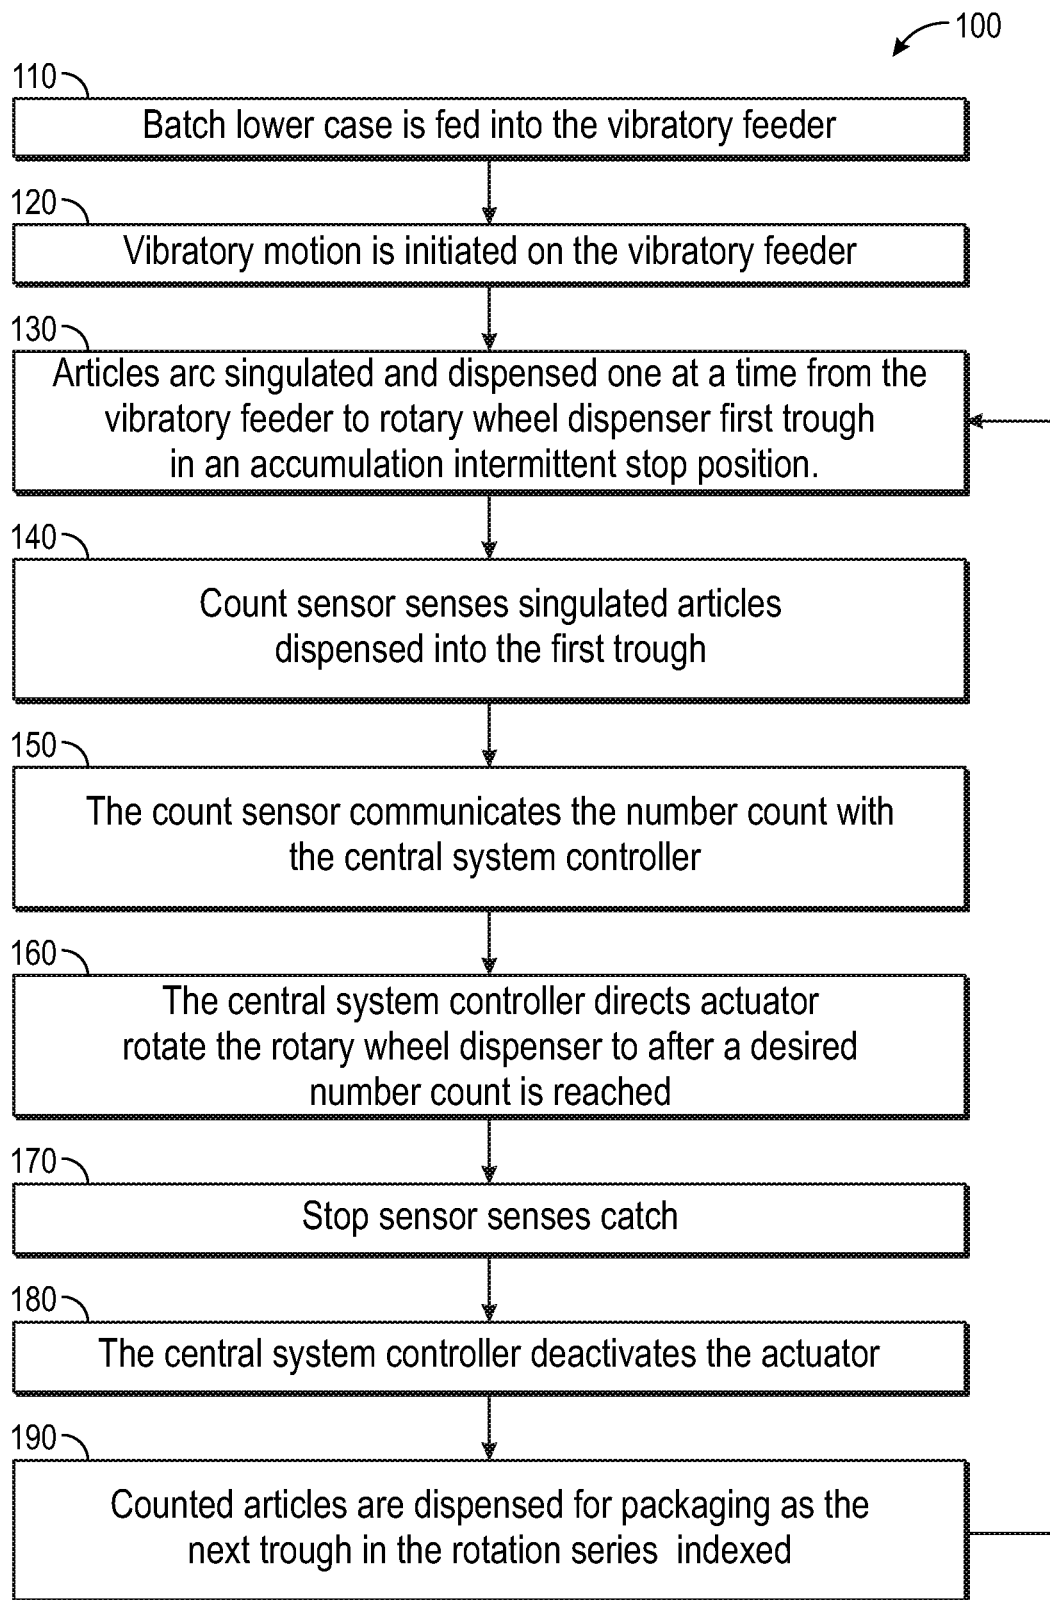 100
110
Batch lower case is fed into the vibratory feeder
120
Vibratory motion is initiated on the vibratory feeder
130
Articles arc singulated and dispensed one at a time from the
vibratory feeder to rotary wheel dispenser first trough
in an accumulation intermittent stop position.
140
Count sensor senses singulated articles
dispensed into the first trough
150
The count sensor communicates the number count with
the central system controller
160
The central system controller directs actuator
rotate the rotary wheel dispenser to after a desired
number count is reached
170
Stop sensor senses catch
180
The central system controller deactivates the actuator
190
Counted articles are dispensed for packaging as the
next trough in the rotation series indexed